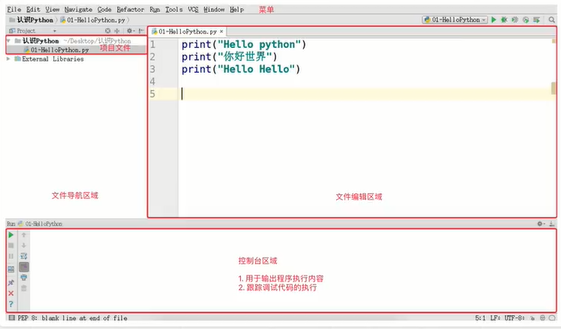 File Edit View Navigate Code Refactor Run Tools VCS Window Help 菜单
认识Python 01-HelloPython.py
01-HelloPython
Project
01-HelloPython.py ×
认识Python ~/Desktop/认识Python
01-HelloPython.py 项目文件
External Libraries
1 print("Hello python")
2 print("你好世界")
3 print("Hello Hello")
4
5
文件导航区域
文件编辑区域
Run 01-HelloPython
控制台区域
1. 用于输出程序执行内容
2. 跟踪调试代码的执行
PEP 8: blank line at end of file
5:1 LF: UTF-8: